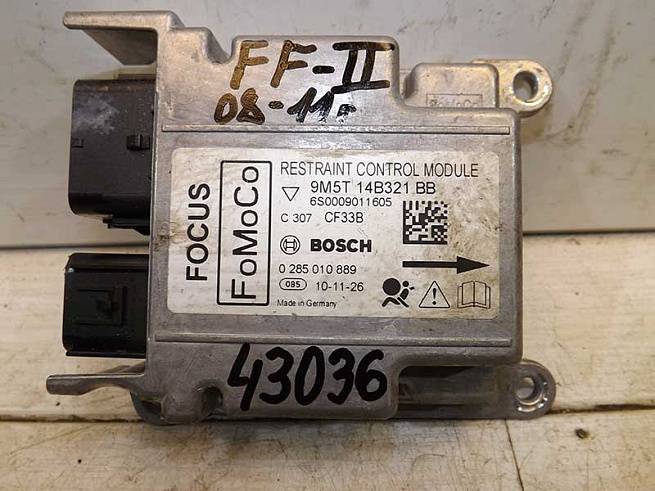 FF-II
08-11г
FOCUS
FoMoCo
RESTRAINT CONTROL MODULE
9M5T 14B321 BB
6S0009011605
C 307 CF33B
BOSCH
0 285 010 889
085 10-11-26
Made in Germany
43036